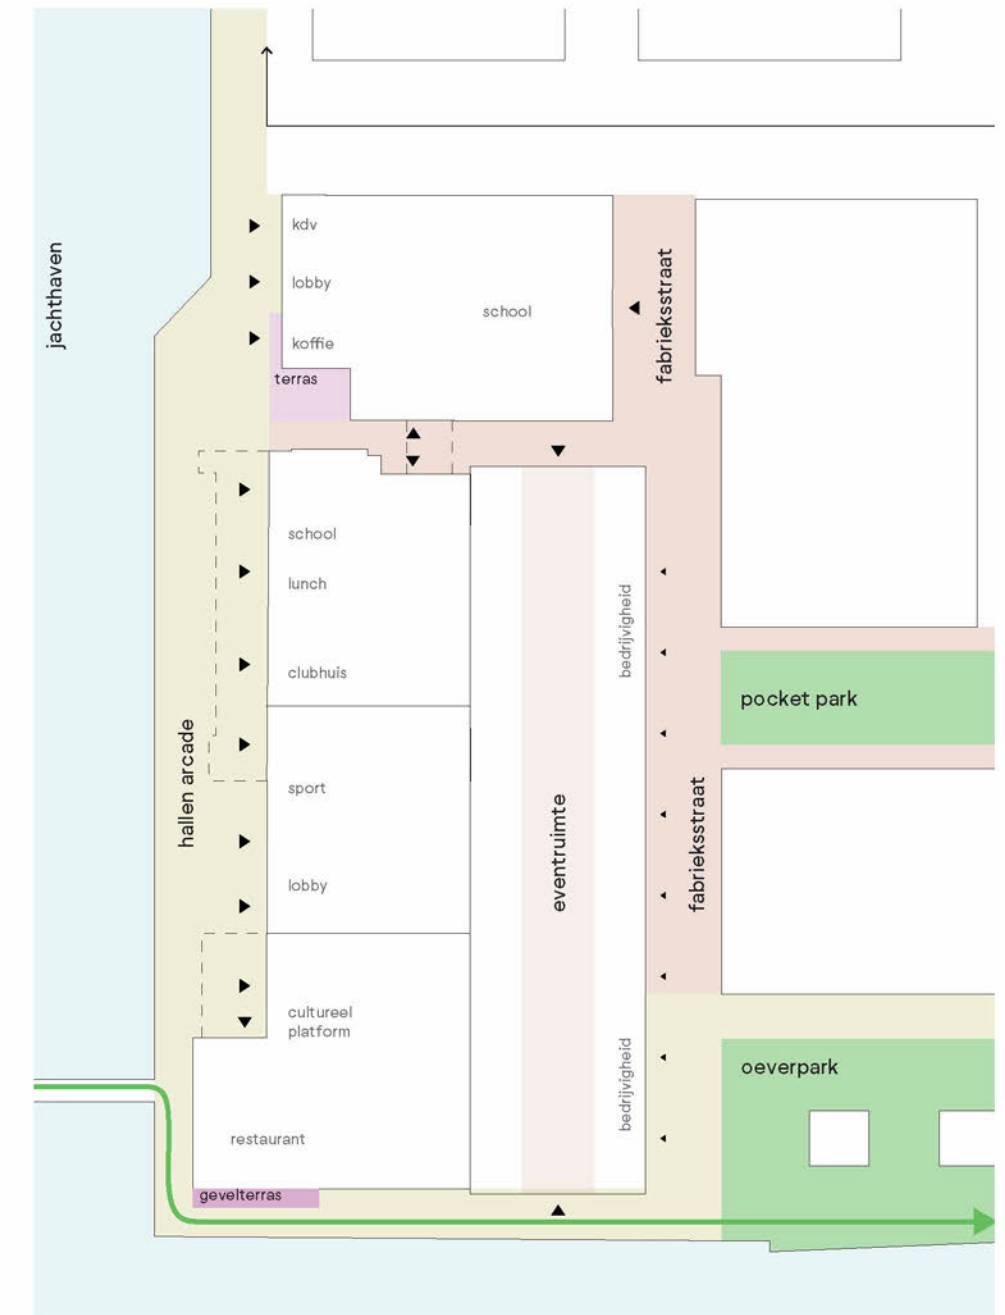 jachthaven
kdv
lobby
school
koffie
terras
fabrieksstraat
school
lunch
clubhuis
bedrijvigheid
pocket park
hallen arcade
sport
lobby
eventruimte
fabrieksstraat
cultureel
platform
bedrijvigheid
oeverpark
restaurant
gevelterras